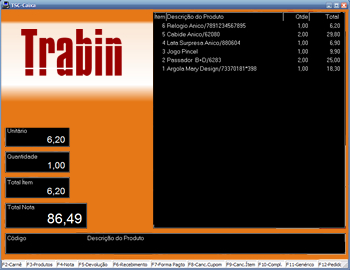 TSC-Caixa
Trabin
Item Descrição do Produto Qtde Total
6 Relogio Anico/7891234567895 1,00 6,20
5 Cabide Anico/62080 2,00 29,80
4 Lata Surpresa Anico/880604 1,00 6,90
3 Jogo Pincel 1,00 9,90
2 Passador B+D/6283 2,00 25,00
1 Argola Mary Design/73370181*398 1,00 18,30
Unitário
6,20
Quantidade
1,00
Total Item
6,20
Total Nota
86,49
Código Descrição do Produto
F2-Carnê F3-Produtos F4-Nota F5-Devolução F6-Recebimento F7-Forma Pagto F8-Canc.Cupom F9-Canc.Item F10-Compl. F11-Genérico F12-Pedido